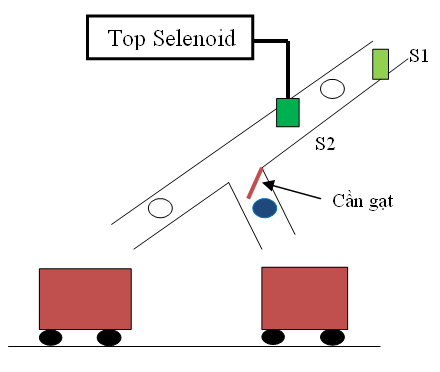 Top Selenoid
S1
S2
Cần gạt